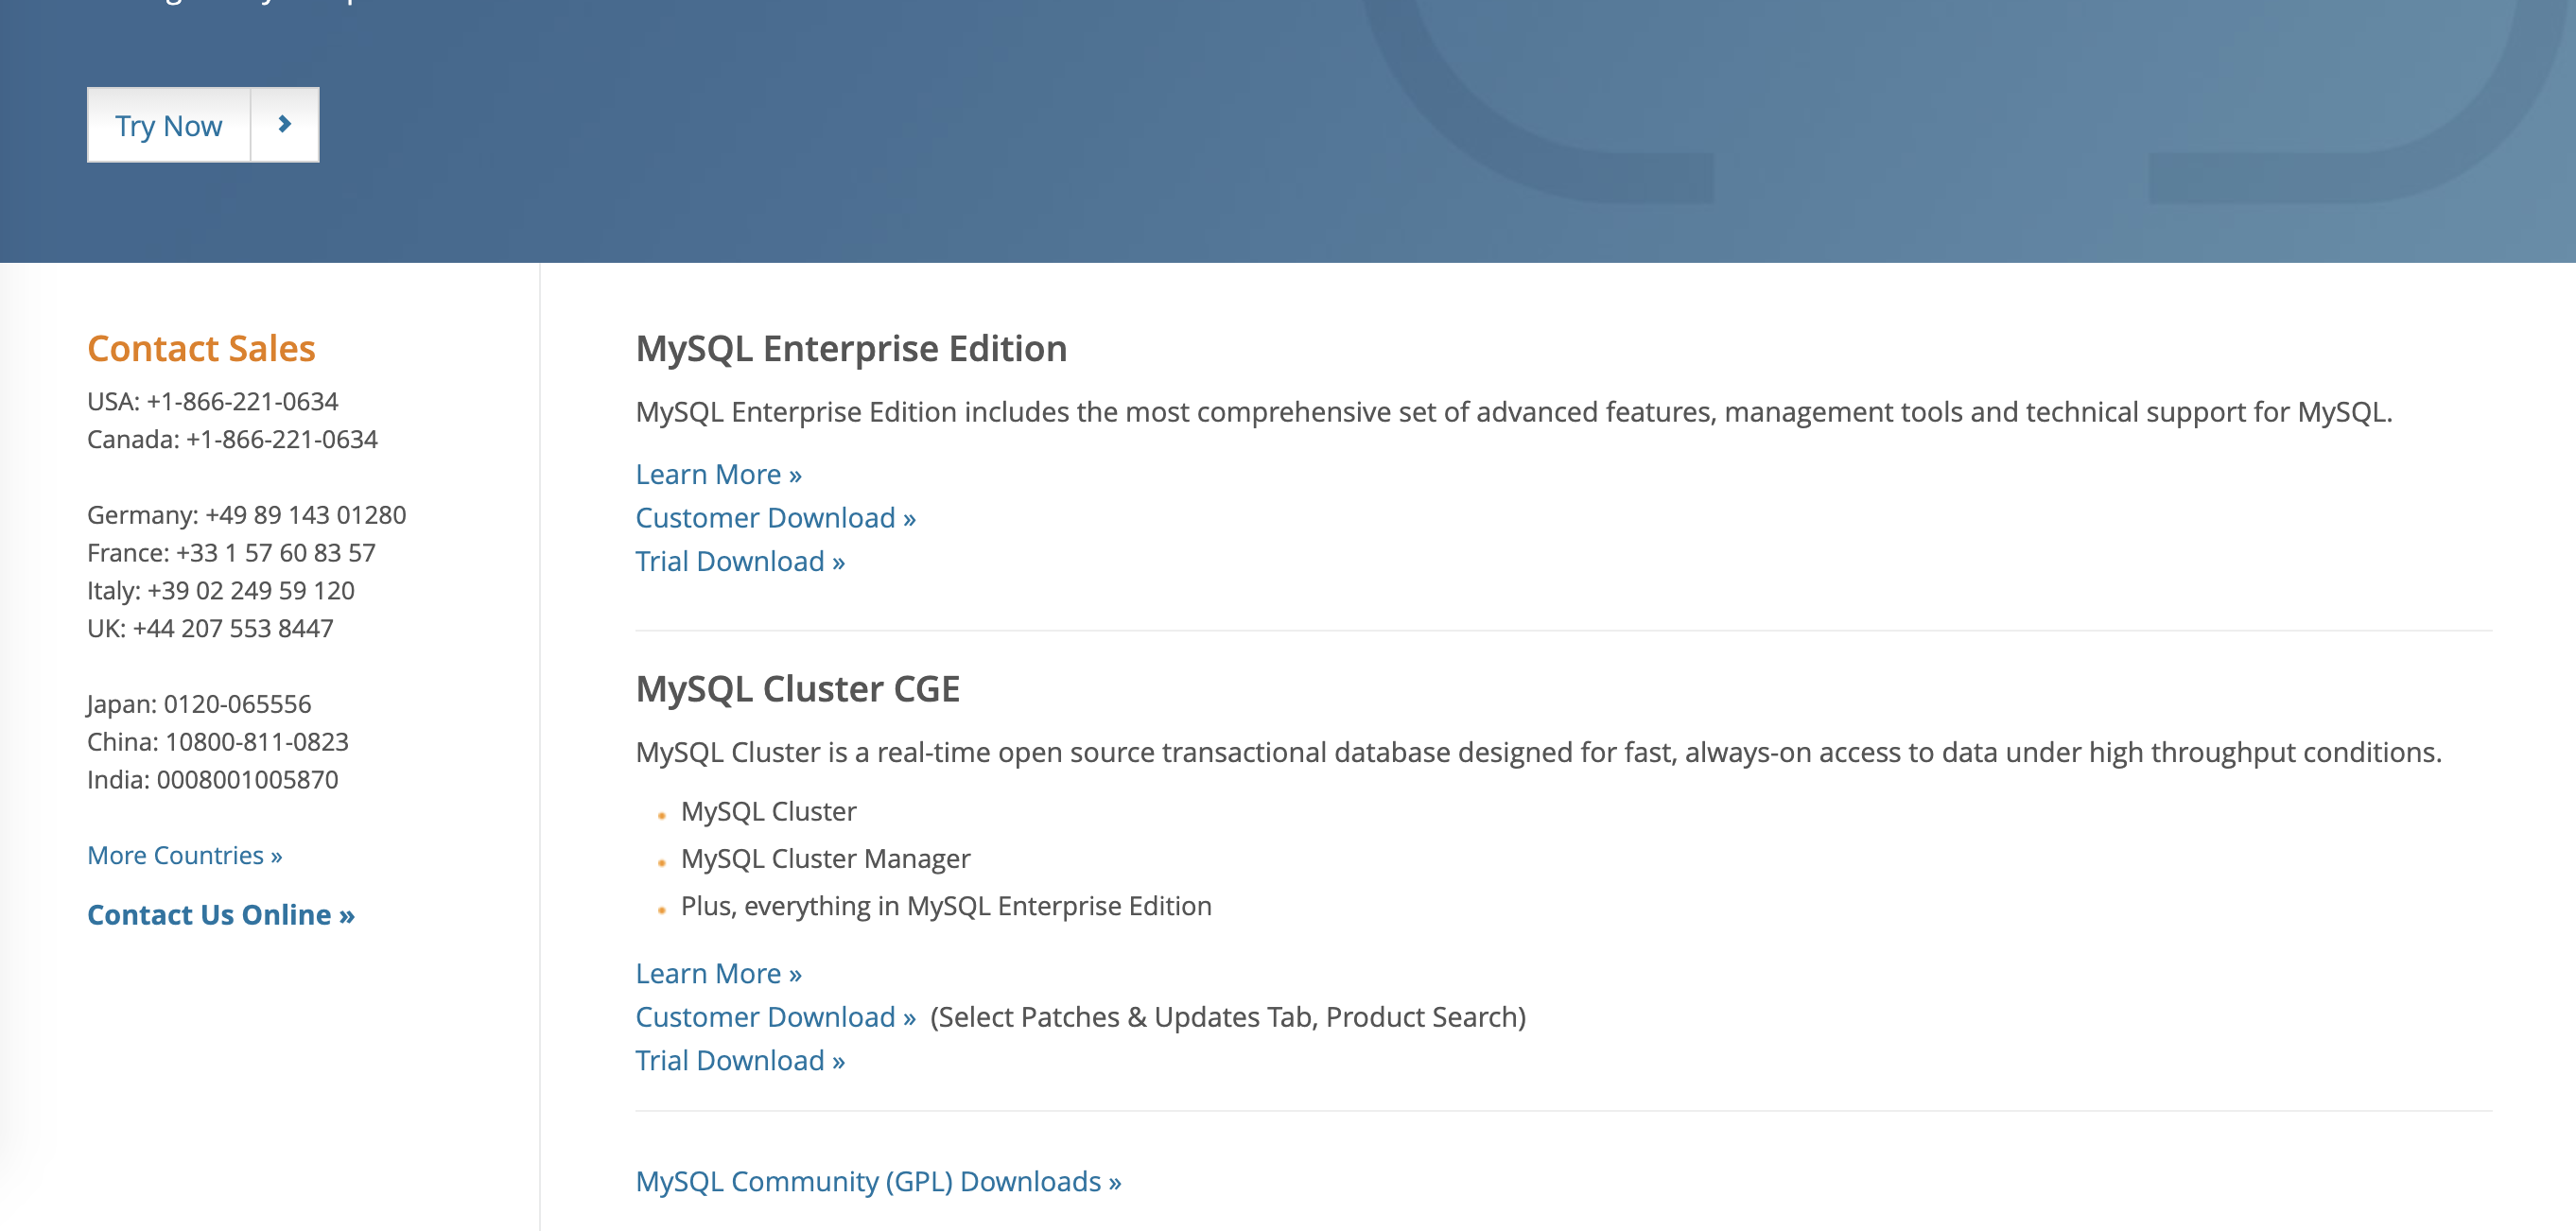 Try Now
Contact Sales
USA: +1-866-221-0634
Canada: +1-866-221-0634
Germany: +49 89 143 01280
France: +33 1 57 60 83 57
Italy: +39 02 249 59 120
UK: +44 207 553 8447
Japan: 0120-065556
China: 10800-811-0823
India: 0008001005870
More Countries »
Contact Us Online »
MySQL Enterprise Edition
MySQL Enterprise Edition includes the most comprehensive set of advanced features, management tools and technical support for MySQL.
Learn More »
Customer Download »
Trial Download »
MySQL Cluster CGE
MySQL Cluster is a real-time open source transactional database designed for fast, always-on access to data under high throughput conditions.
MySQL Cluster
MySQL Cluster Manager
Plus, everything in MySQL Enterprise Edition
Learn More »
Customer Download » (Select Patches & Updates Tab, Product Search)
Trial Download »
MySQL Community (GPL) Downloads »